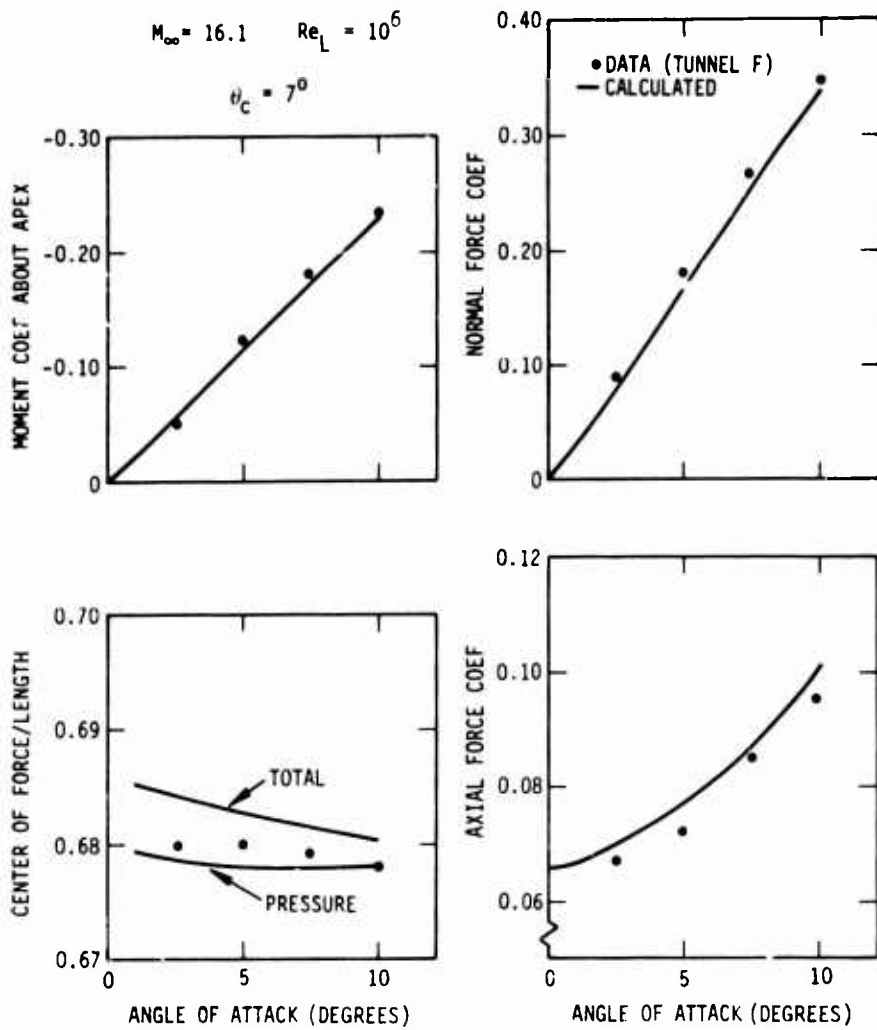 M∞ = 16.1 Re_L = 10^6
θ_c = 7°
MOMENT COEF ABOUT APEX
-0.30
-0.20
-0.10
0
NORMAL FORCE COEF
0.40
0.30
0.20
0.10
0
• DATA (TUNNEL F)
— CALCULATED
CENTER OF FORCE/LENGTH
0.70
0.69
0.68
0.67
TOTAL
PRESSURE
0 5 10
ANGLE OF ATTACK (DEGREES)
AXIAL FORCE COEF
0.12
0.10
0.08
0.06
0 5 10
ANGLE OF ATTACK (DEGREES)